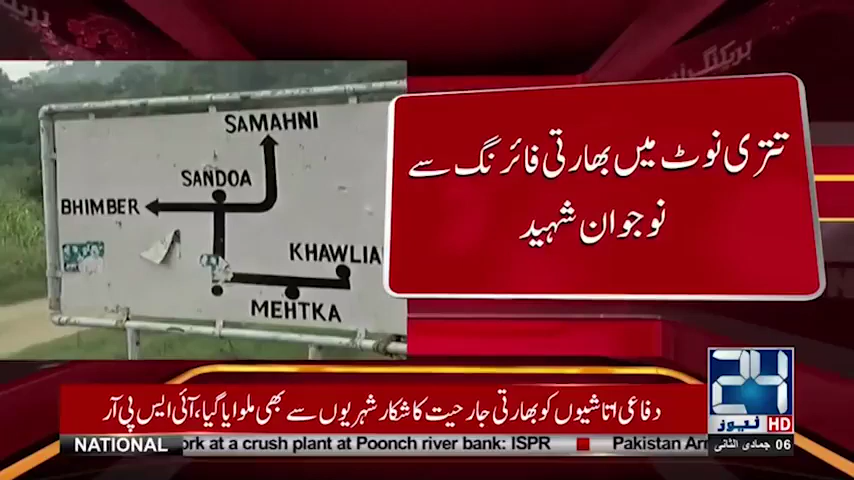 SAMAHNI
SANDOA
BHIMBER
KHAWLIA
MEHTKA
تتری نوٹ میں بھارتی فائرنگ سے
نوجوان شہید
24
نیوز HD
دفاعی اتاشیوں کو بھارتی جارحیت کا شکار شہریوں سے بھی ملوایا گیا، آئی ایس پی آر
NATIONAL ork at a crush plant at Poonch river bank: ISPR Pakistan Arm
06 جمادی الثانی